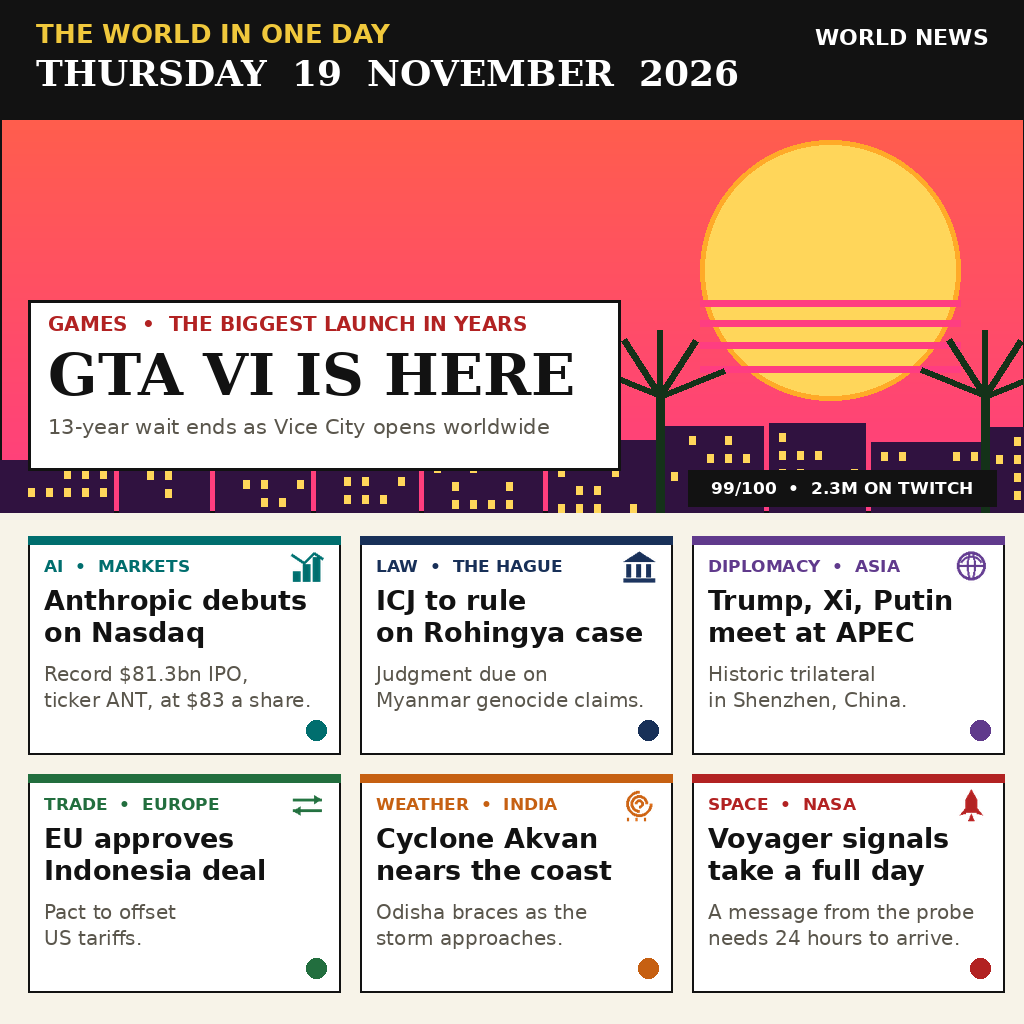 THE WORLD IN ONE DAY
WORLD NEWS
THURSDAY 19 NOVEMBER 2026
GAMES • THE BIGGEST LAUNCH IN YEARS
GTA VI IS HERE
13-year wait ends as Vice City opens worldwide
99/100 • 2.3M ON TWITCH
AI • MARKETS
Anthropic debuts
on Nasdaq
Record $81.3bn IPO,
ticker ANT, at $83 a share.
LAW • THE HAGUE
ICJ to rule
on Rohingya case
Judgment due on
Myanmar genocide claims.
DIPLOMACY • ASIA
Trump, Xi, Putin
meet at APEC
Historic trilateral
in Shenzhen, China.
TRADE • EUROPE
EU approves
Indonesia deal
Pact to offset
US tariffs.
WEATHER • INDIA
Cyclone Akvan
nears the coast
Odisha braces as the
storm approaches.
SPACE • NASA
Voyager signals
take a full day
A message from the probe
needs 24 hours to arrive.